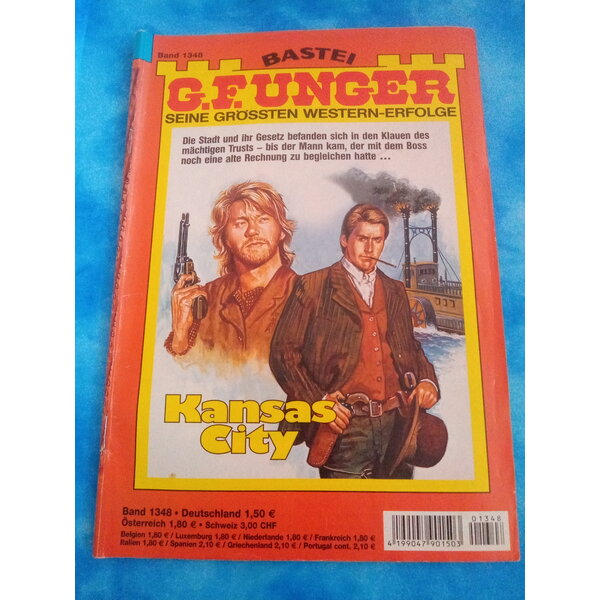 Band 1348
BASTEI
G.F. UNGER
SEINE GRÖSSTEN WESTERN-ERFOLGE
Die Stadt und ihr Gesetz befanden sich in den Klauen des
mächtigen Trusts – bis der Mann kam, der mit dem Boss
noch eine alte Rechnung zu begleichen hatte ...
Kansas
City
Band 1348 • Deutschland 1,50 €
Österreich 1,80 € • Schweiz 3,00 CHF
Belgien 1,80 € / Luxemburg 1,80 € / Niederlande 1,80 € / Frankreich 1,80 €
Italien 1,80 € / Spanien 2,10 € / Griechenland 2,10 € / Portugal cont. 2,10 €
01348
4 199047 901503